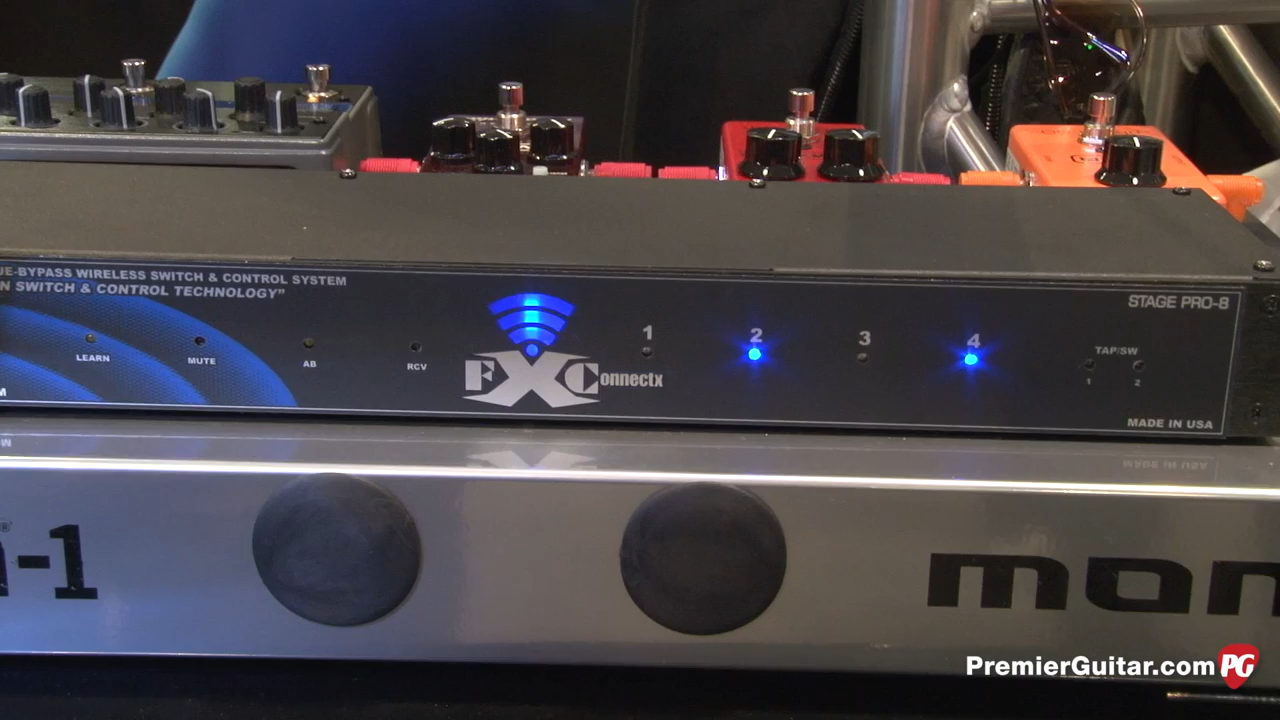 UE-BYPASS WIRELESS SWITCH & CONTROL SYSTEM
N SWITCH & CONTROL TECHNOLOGY”
STAGE PRO-8
LEARN
MUTE
AB
RCV
FXConnectx
1
2
3
4
TAP/SW
1 2
M
MADE IN USA
-1
mon
PremierGuitar.com PG